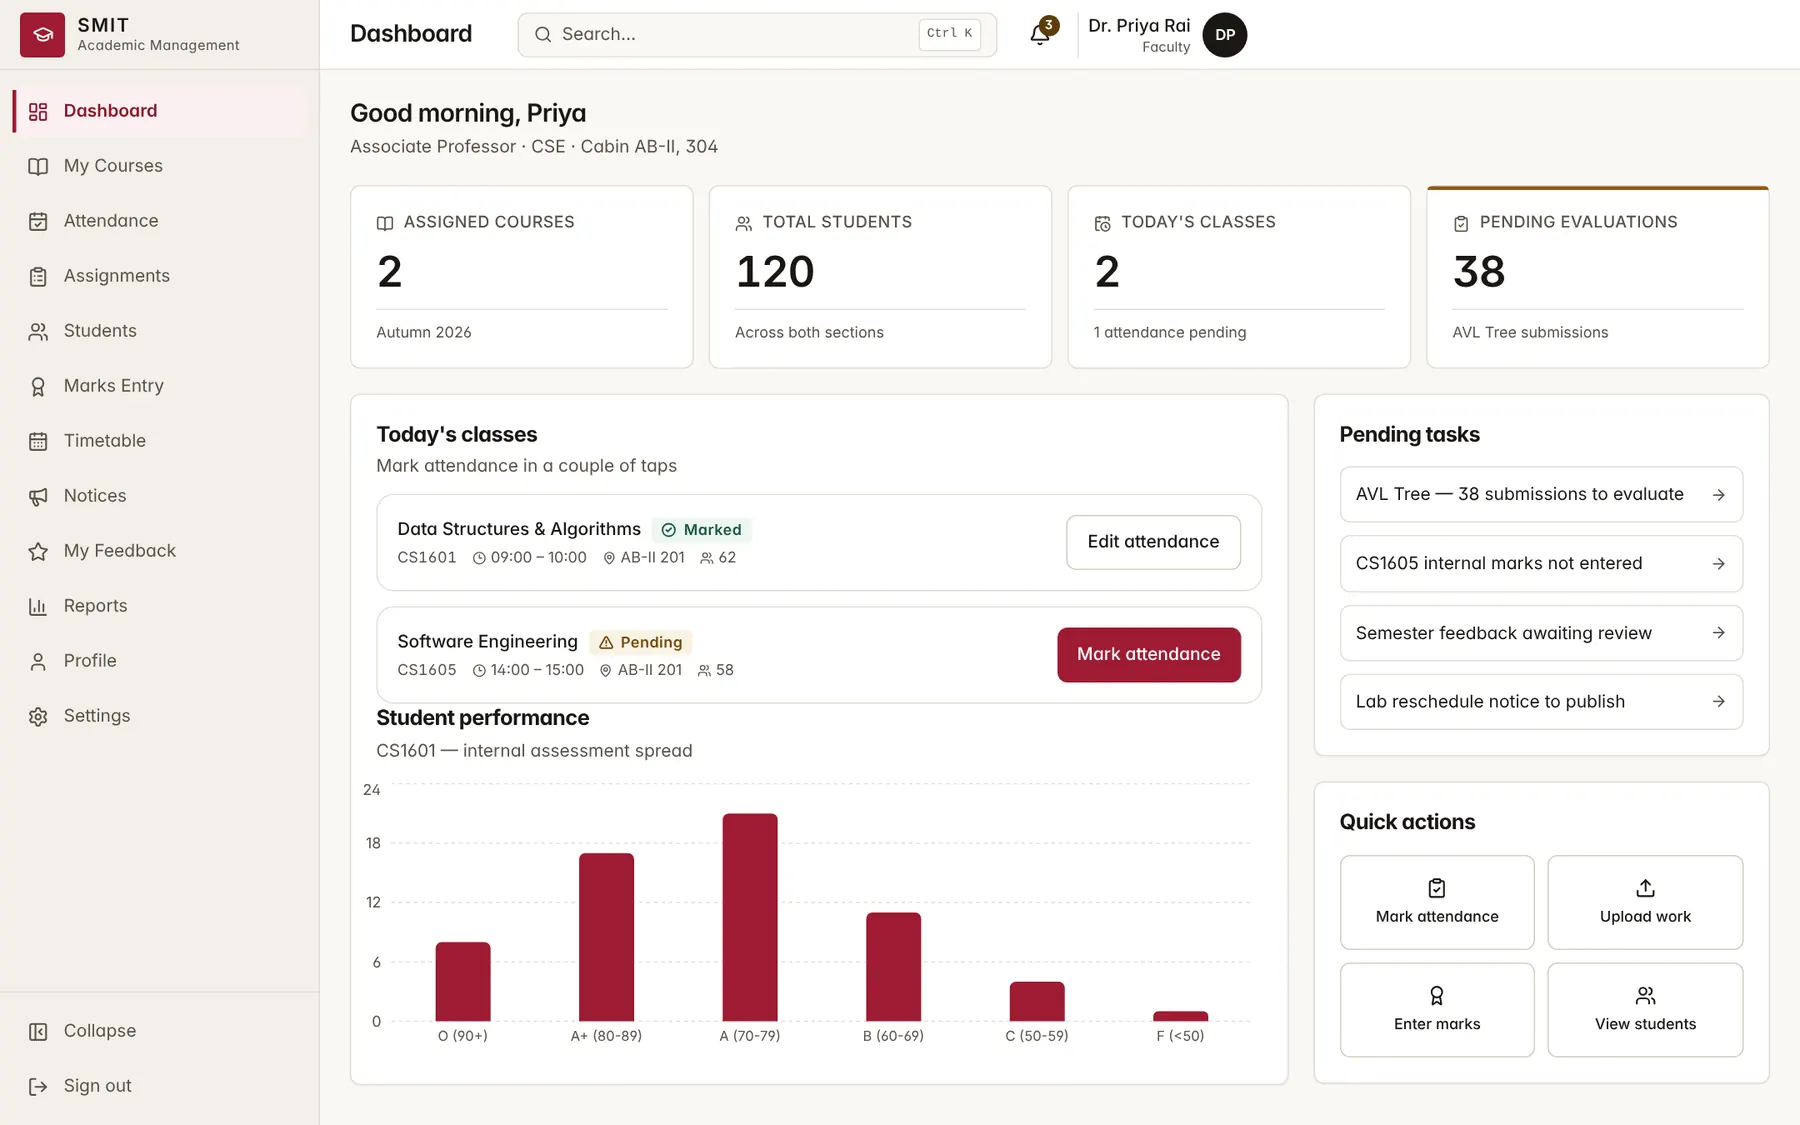 SMIT
Academic Management
Dashboard
Search...
Ctrl K
3
Dr. Priya Rai
Faculty
DP
Dashboard
My Courses
Attendance
Assignments
Students
Marks Entry
Timetable
Notices
My Feedback
Reports
Profile
Settings
Collapse
Sign out
Good morning, Priya
Associate Professor · CSE · Cabin AB-II, 304
ASSIGNED COURSES
2
Autumn 2026
TOTAL STUDENTS
120
Across both sections
TODAY'S CLASSES
2
1 attendance pending
PENDING EVALUATIONS
38
AVL Tree submissions
Today's classes
Mark attendance in a couple of taps
Data Structures & Algorithms Marked
CS1601 09:00 – 10:00 AB-II 201 62
Edit attendance
Software Engineering Pending
CS1605 14:00 – 15:00 AB-II 201 58
Mark attendance
Student performance
CS1601 — internal assessment spread
24
18
12
6
0
O (90+) A+ (80-89) A (70-79) B (60-69) C (50-59) F (<50)
Pending tasks
AVL Tree — 38 submissions to evaluate
CS1605 internal marks not entered
Semester feedback awaiting review
Lab reschedule notice to publish
Quick actions
Mark attendance
Upload work
Enter marks
View students